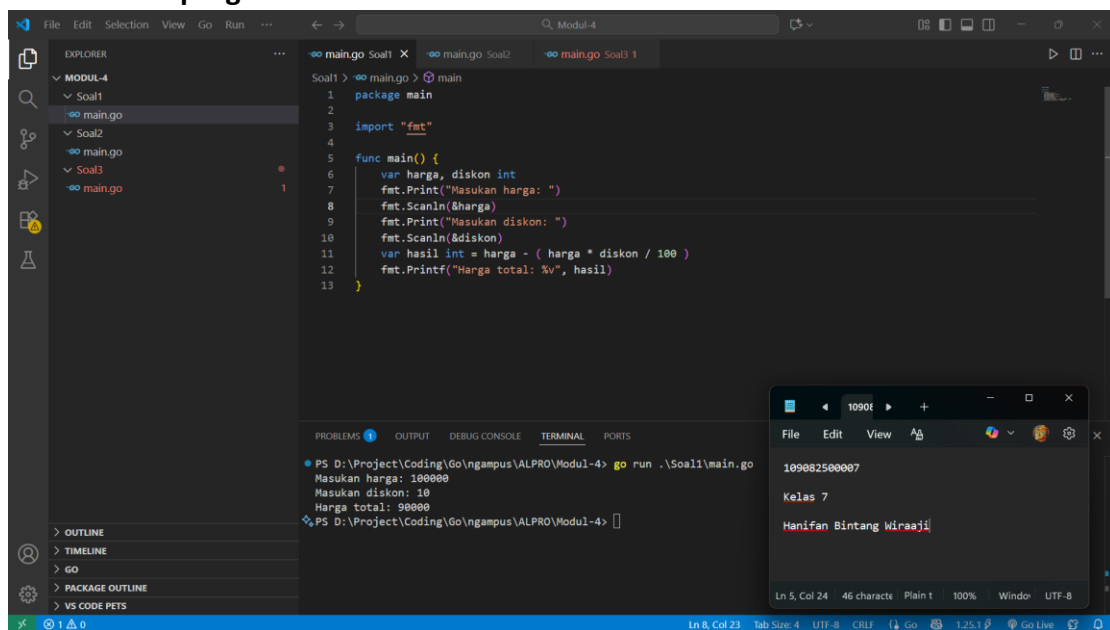 File Edit Selection View Go Run ...
Modul-4
EXPLORER
MODUL-4
Soal1
main.go
Soal2
main.go
Soal3
main.go 1
main.go Soal1
main.go Soal2
main.go Soal3 1
Soal1 > main.go > main
1 package main
2
3 import "fmt"
4
5 func main() {
6 var harga, diskon int
7 fmt.Print("Masukan harga: ")
8 fmt.Scanln(&harga)
9 fmt.Print("Masukan diskon: ")
10 fmt.Scanln(&diskon)
11 var hasil int = harga - ( harga * diskon / 100 )
12 fmt.Printf("Harga total: %v", hasil)
13 }
PROBLEMS 1 OUTPUT DEBUG CONSOLE TERMINAL PORTS
PS D:\Project\Coding\Go\ngampus\ALPRO\Modul-4> go run .\Soal1\main.go
Masukan harga: 100000
Masukan diskon: 10
Harga total: 90000
PS D:\Project\Coding\Go\ngampus\ALPRO\Modul-4>
OUTLINE
TIMELINE
GO
PACKAGE OUTLINE
VS CODE PETS
10908
File Edit View
109082500007
Kelas 7
Hanifan Bintang Wiraaji
Ln 5, Col 24 46 characte Plain t 100% Windo UTF-8
1 0 Ln 8, Col 23 Tab Size: 4 UTF-8 CRLF Go 1.25.1 Go Live